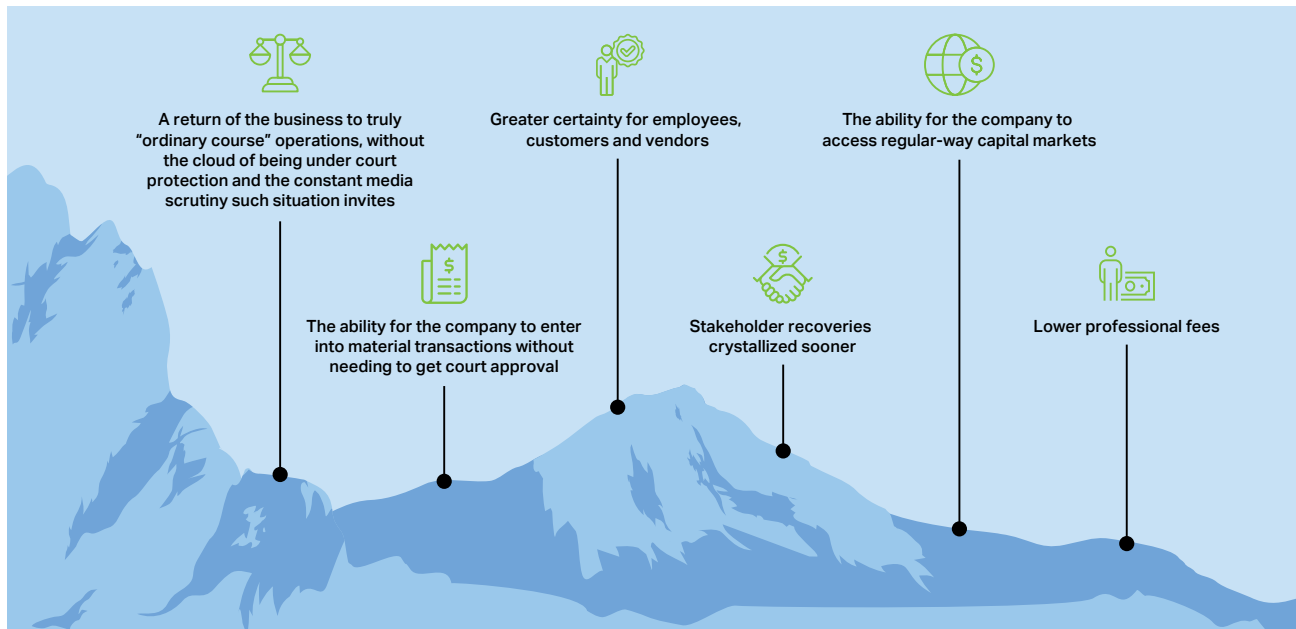 A return of the business to truly
“ordinary course” operations, without
the cloud of being under court
protection and the constant media
scrutiny such situation invites
The ability for the company to enter
into material transactions without
needing to get court approval
Greater certainty for employees,
customers and vendors
Stakeholder recoveries
crystallized sooner
The ability for the company to
access regular-way capital markets
Lower professional fees